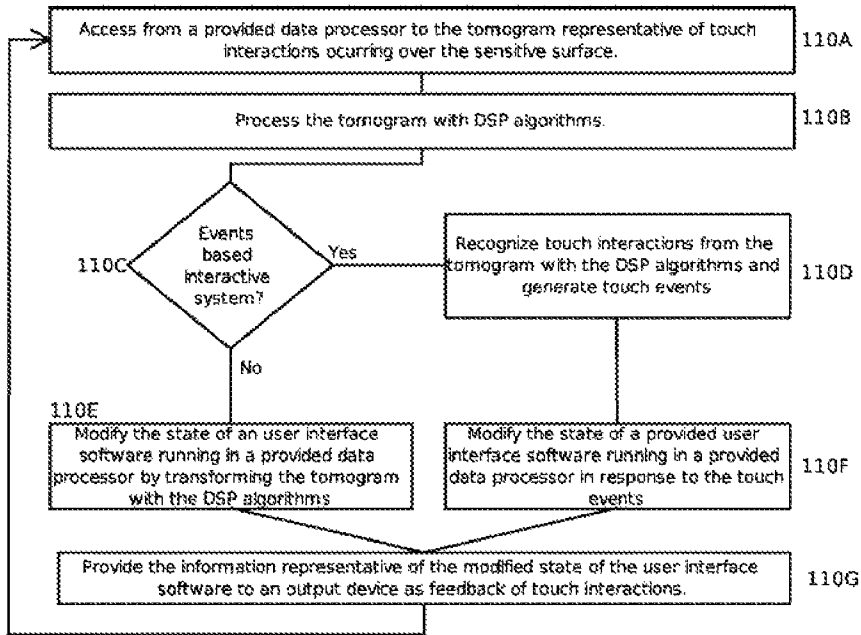 Access from a provided data processor to the tomogram representative of touch
interactions ocurring over the sensitive surface.
110A
Process the tomogram with DSP algorithms.
110B
Events
based
interactive
system?
110C
Yes
Recognize touch interactions from the
tomogram with the DSP algorithms and
generate touch events
110D
No
110E
Modify the state of an user interface
software running in a provided data
processor by transforming the tomogram
with the DSP algorithms
Modify the state of a provided user
interface software running in a provided
data processor in response to the touch
events
110F
Provide the information representative of the modified state of the user interface
software to an output device as feedback of touch interactions.
110G